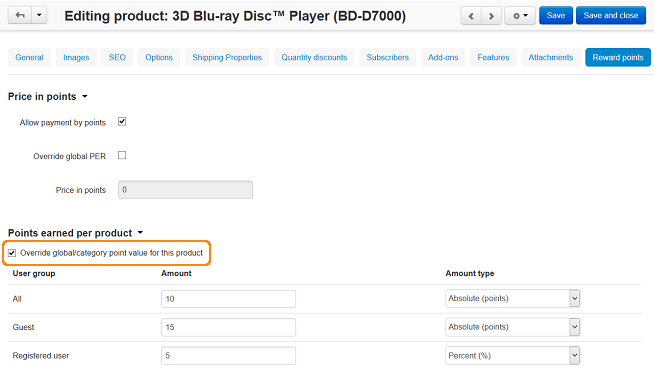 Editing product: 3D Blu-ray Disc™ Player (BD-D7000)
Save
Save and close
General Images SEO Options Shipping Properties Quantity discounts Subscribers Add-ons Features Attachments Reward points
Price in points
Allow payment by points
Override global PER
Price in points 0
Points earned per product
Override global/category point value for this product
User group Amount Amount type
All 10 Absolute (points)
Guest 15 Absolute (points)
Registered user 5 Percent (%)